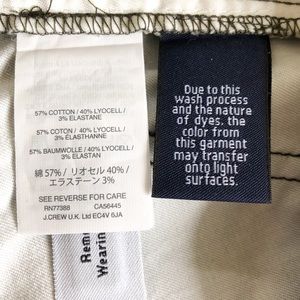 57% COTTON / 40% LYOCELL /
3% ELASTANE
57% COTON / 40% LYOCELL /
3% ÉLASTHANNE
57% BAUMWOLLE / 40% LYOCELL /
3% ELASTAN
綿 57% / リオセル 40% /
エラステーン 3%
SEE REVERSE FOR CARE
RN77388 CA56445
J.CREW U.K. Ltd EC4V 6JA
Due to this
wash process
and the nature
of dyes, the
color from
this garment
may transfer
onto light
surfaces.
Rem
Wearin